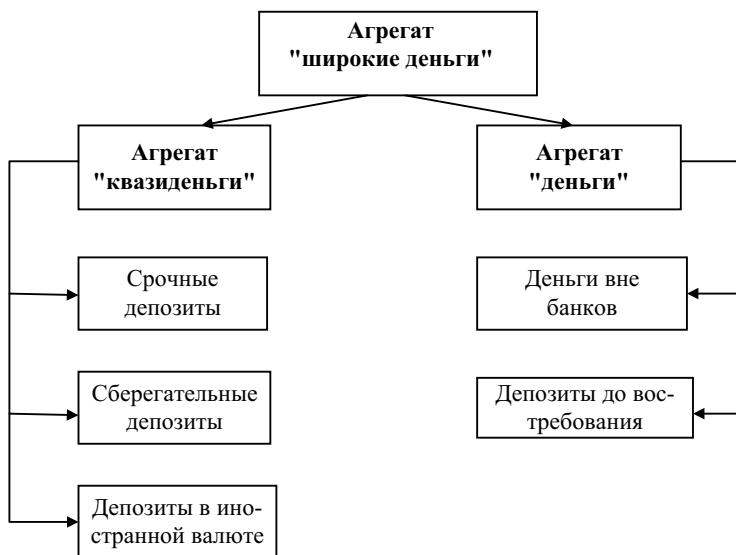 Агрегат
"широкие деньги"
Агрегат
"квазиденьги"
Агрегат
"деньги"
Срочные
депозиты
Деньги вне
банков
Сберегательные
депозиты
Депозиты до вос-
требования
Депозиты в ино-
странной валюте